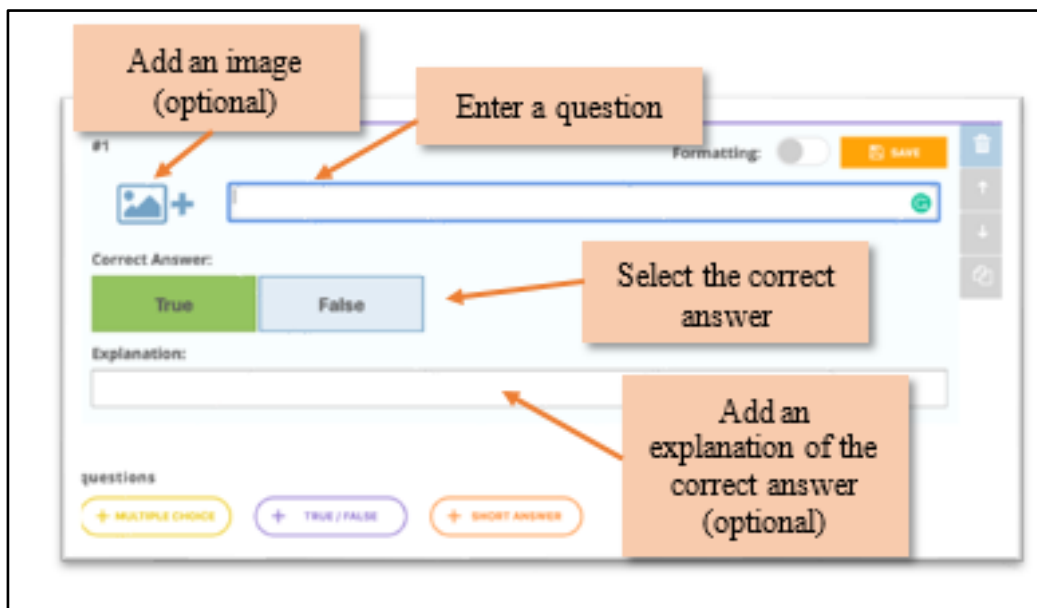 Add an image
(optional)
Enter a question
#1
Formatting:
SAVE
Correct Answer:
True
False
Select the correct
answer
Explanation:
Add an
explanation of the
correct answer
(optional)
questions
+ MULTIPLE CHOICE
+ TRUE / FALSE
+ SHORT ANSWER